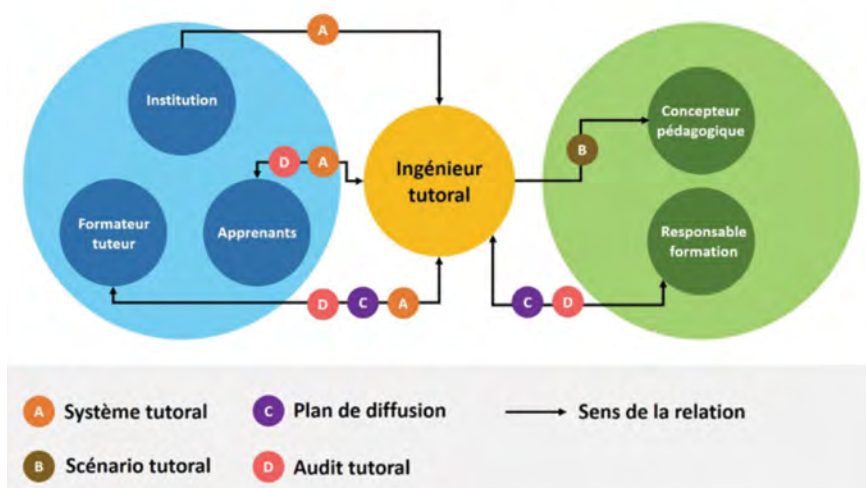 A
Institution
Concepteur
pédagogique
B
D A
Ingénieur
tutoral
Formateur
tuteur
Apprenants
Responsable
formation
D C A
C D
A Système tutoral
C Plan de diffusion
Sens de la relation
B Scénario tutoral
D Audit tutoral